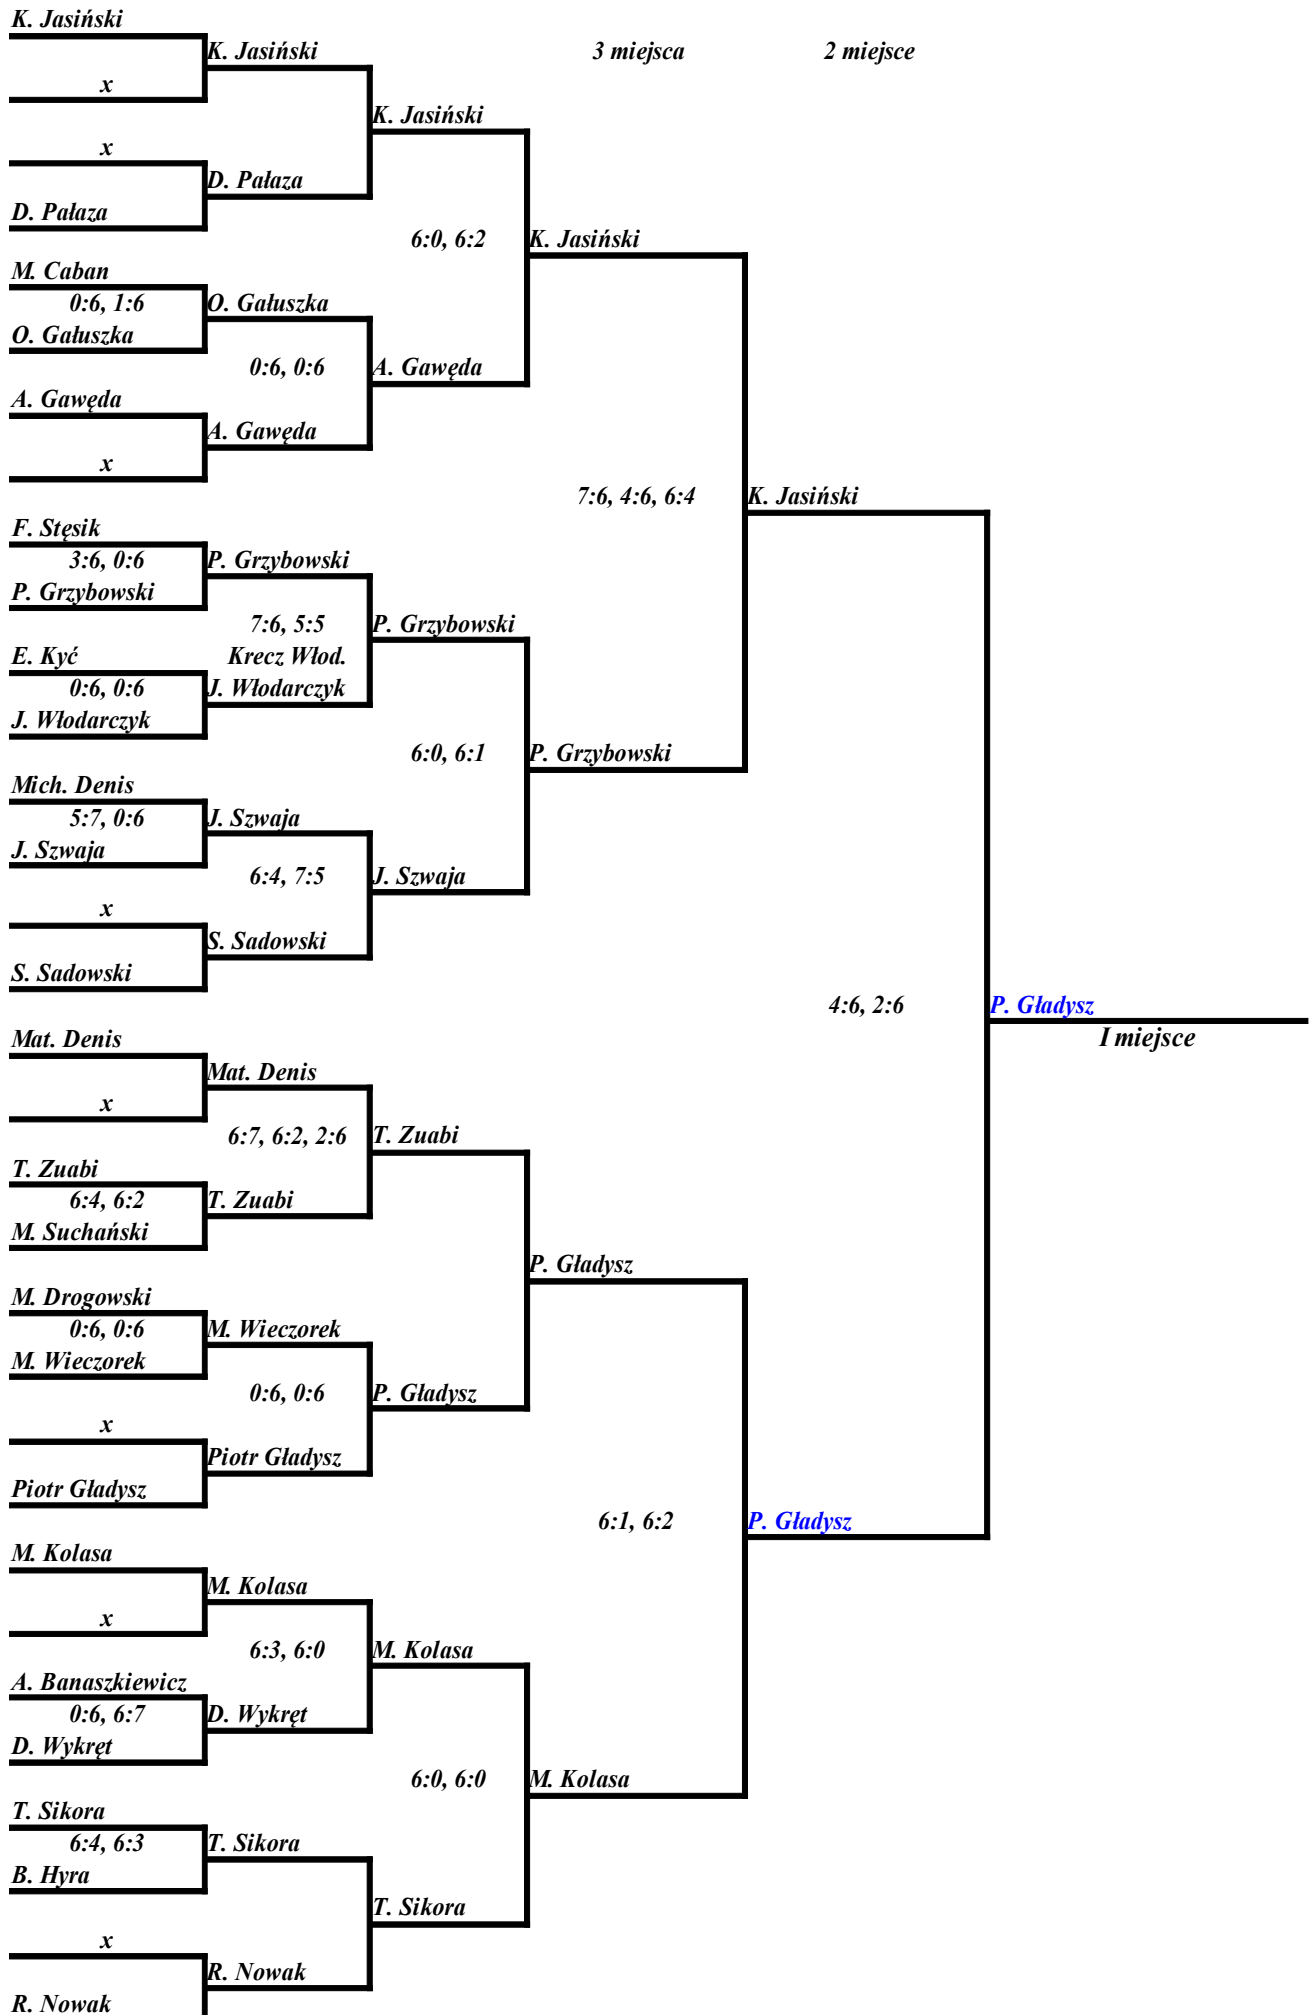 K. Jasiński
K. Jasiński
3 miejsca
2 miejsce
x
K. Jasiński
x
D. Pałaza
D. Pałaza
6:0, 6:2
K. Jasiński
M. Caban
0:6, 1:6
O. Gałuszka
O. Gałuszka
0:6, 0:6
A. Gawęda
A. Gawęda
A. Gawęda
x
7:6, 4:6, 6:4
K. Jasiński
F. Stęsik
3:6, 0:6
P. Grzybowski
P. Grzybowski
7:6, 5:5
P. Grzybowski
E. Kyć
Krecz Włod.
0:6, 0:6
J. Włodarczyk
J. Włodarczyk
6:0, 6:1
P. Grzybowski
Mich. Denis
5:7, 0:6
J. Szwaja
J. Szwaja
6:4, 7:5
J. Szwaja
x
S. Sadowski
S. Sadowski
4:6, 2:6
P. Gładysz
I miejsce
Mat. Denis
Mat. Denis
x
6:7, 6:2, 2:6
T. Zuabi
T. Zuabi
6:4, 6:2
T. Zuabi
M. Suchański
P. Gładysz
M. Drogowski
0:6, 0:6
M. Wieczorek
M. Wieczorek
0:6, 0:6
P. Gładysz
x
Piotr Gładysz
Piotr Gładysz
6:1, 6:2
P. Gładysz
M. Kolasa
M. Kolasa
x
6:3, 6:0
M. Kolasa
A. Banaszkiewicz
0:6, 6:7
D. Wykręt
D. Wykręt
6:0, 6:0
M. Kolasa
T. Sikora
6:4, 6:3
T. Sikora
B. Hyra
T. Sikora
x
R. Nowak
R. Nowak